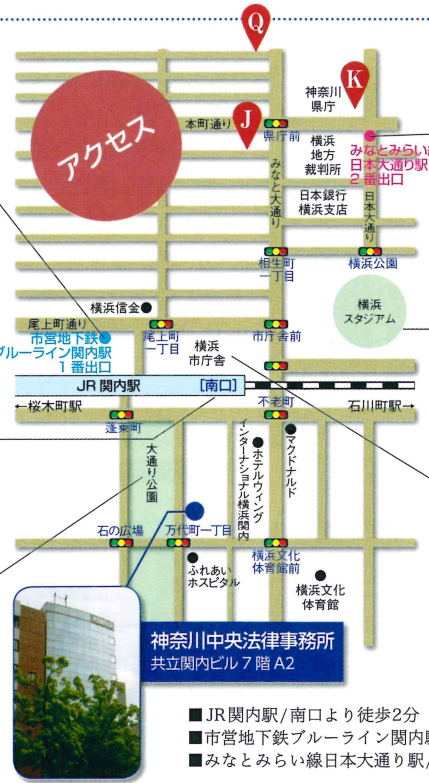 Q
K
J
アクセス
神奈川
県庁
本町通り
県庁前
みなと大通り
横浜
地方
裁判所
日本銀行
横浜支店
みなとみらい
日本大通り駅
2番出口
日本大通り
相生町
一丁目
横浜公園
横浜
スタジアム
横浜信金
尾上町通り
尾上町
一丁目
市庁舎前
横浜
市庁舎
市営地下鉄
ブルーライン関内駅
1番出口
JR 関内駅
[南口]
←桜木町駅
石川町駅→
不老町
蓬莱町
大通り公園
ホテルウィング
インターナショナル横浜関内
マクドナルド
石の広場
万代町一丁目
横浜文化
体育館前
ふれあい
ホスピタル
横浜文化
体育館
神奈川中央法律事務所
共立関内ビル7階A2
■JR関内駅/南口より徒歩2分
■市営地下鉄ブルーライン関内駅
■みなとみらい線日本大通り駅/